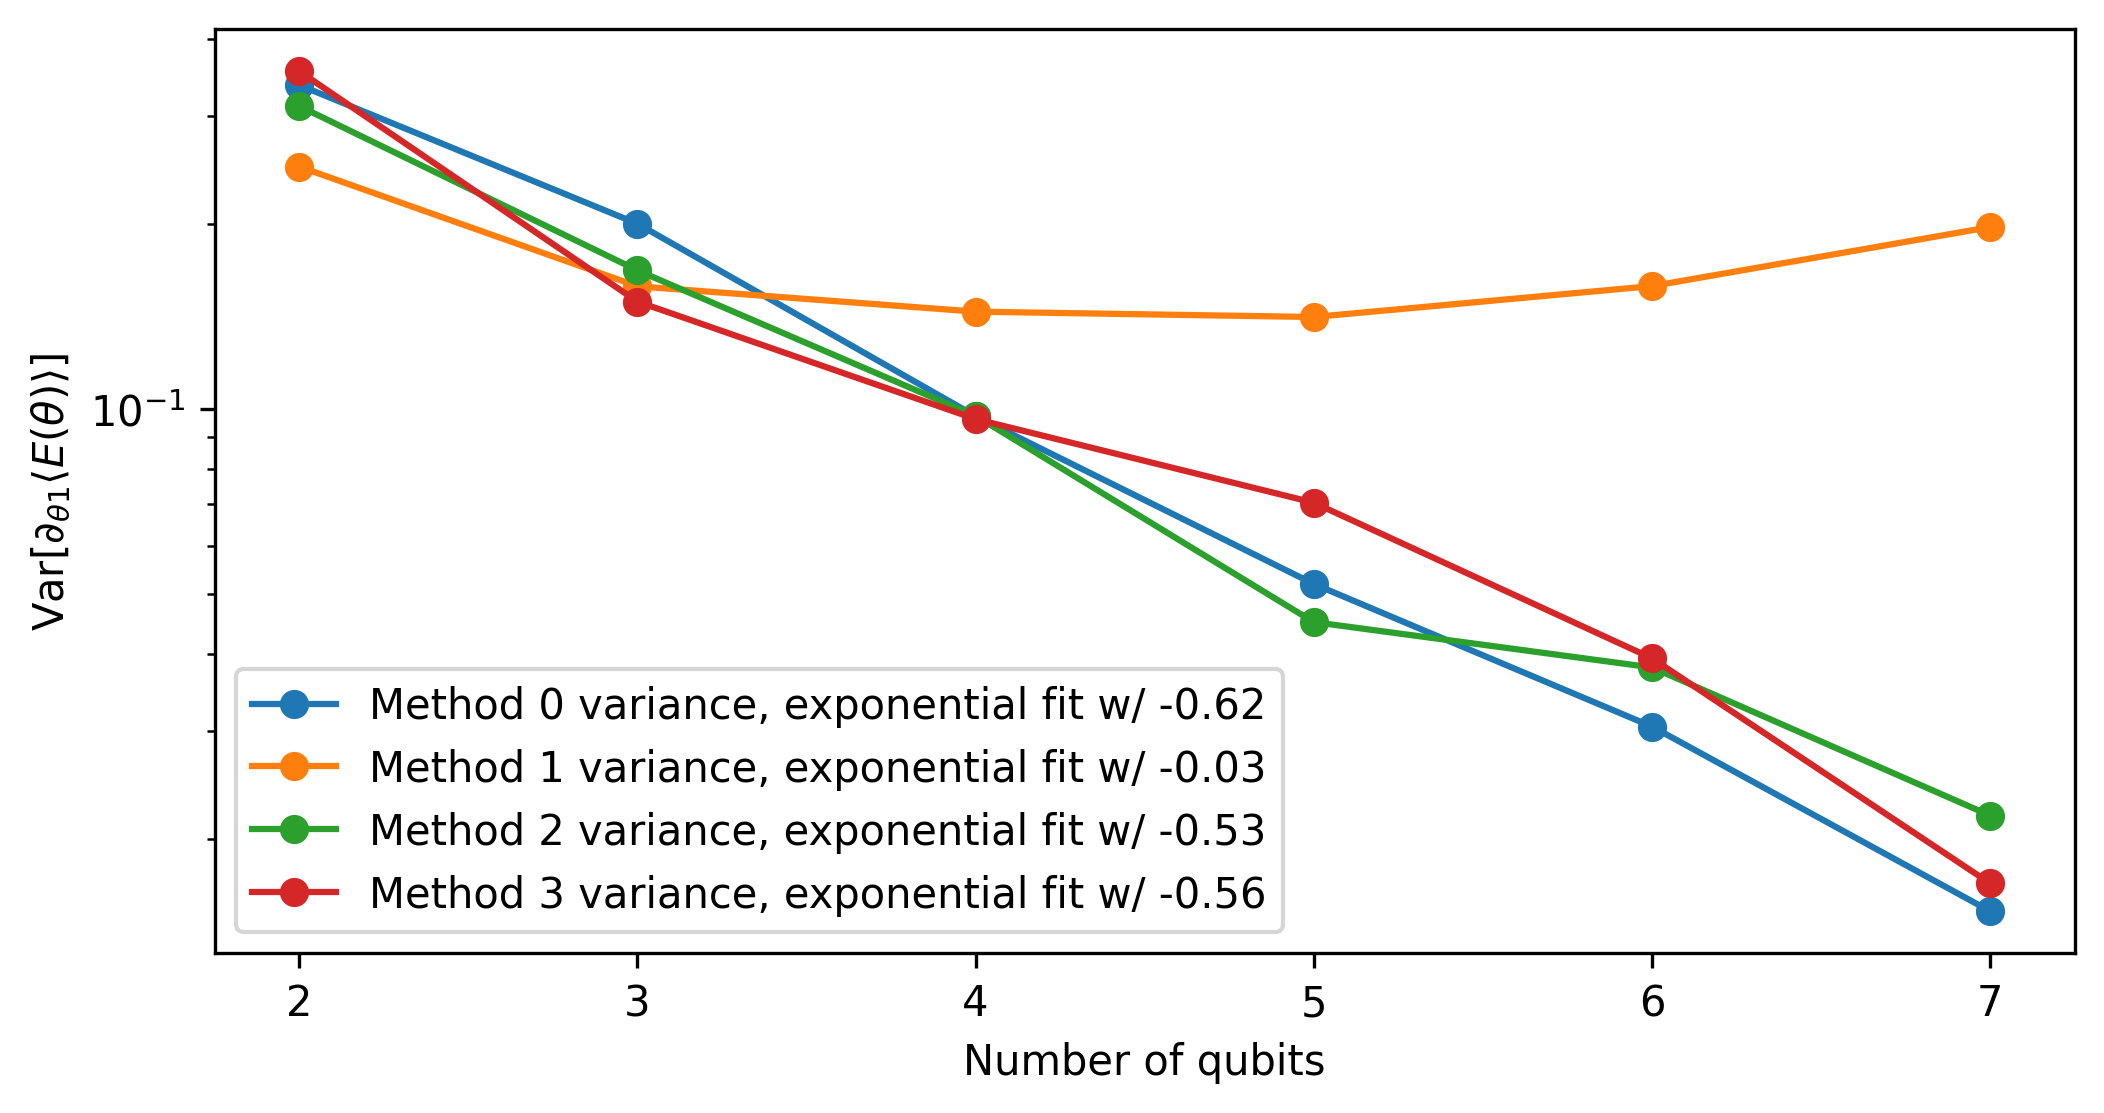 Var[∂θ1⟨E(θ)⟩]
10⁻¹
Method 0 variance, exponential fit w/ -0.62
Method 1 variance, exponential fit w/ -0.03
Method 2 variance, exponential fit w/ -0.53
Method 3 variance, exponential fit w/ -0.56
2 3 4 5 6 7
Number of qubits